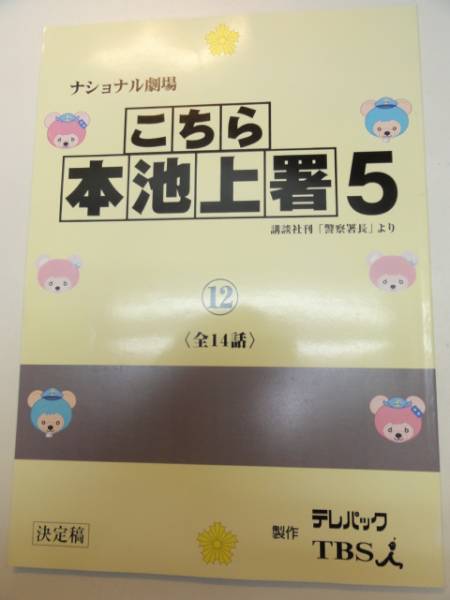 ナショナル劇場
こちら
本池上署5
講談社刊「警察署長」より
⑫
〈全14話〉
決定稿
製作
テレパック
TBS